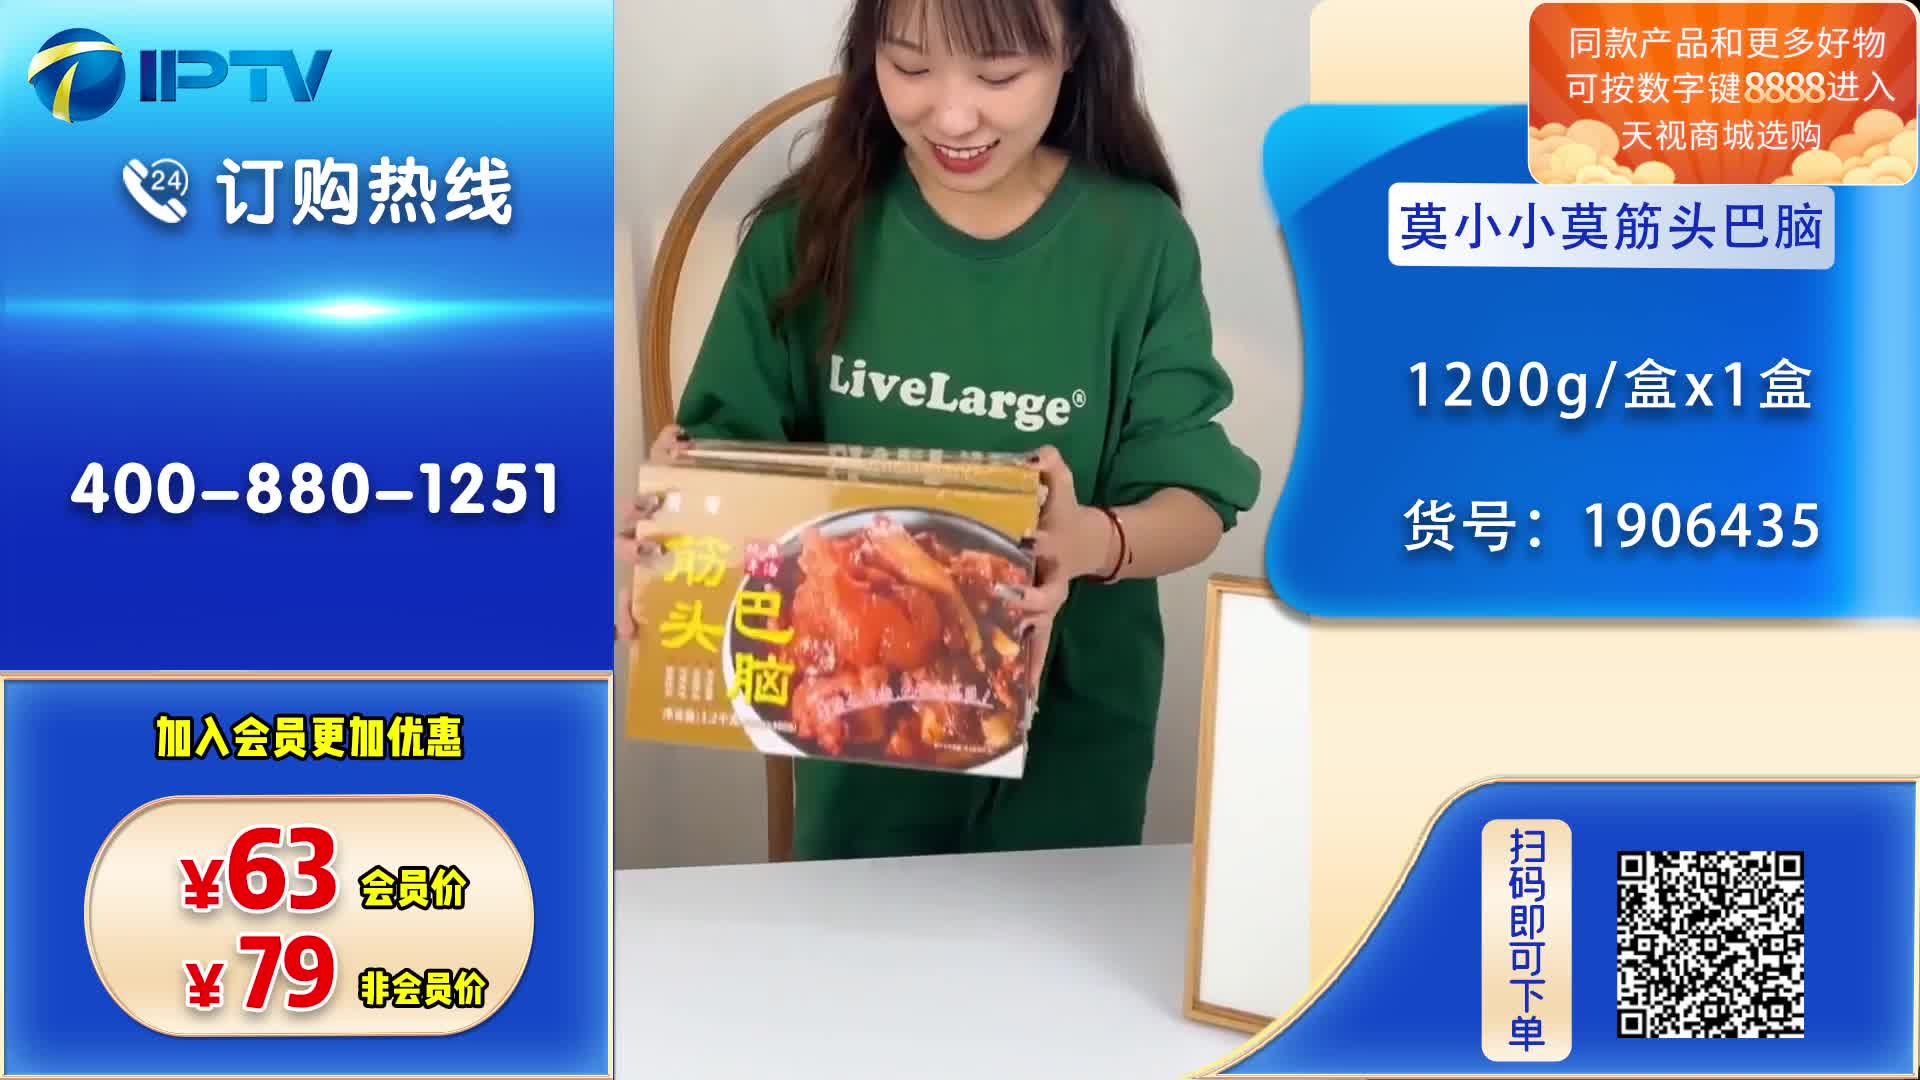 IPTV
24
订购热线
400-880-1251
加入会员更加优惠
¥63 会员价
¥79 非会员价
LiveLarge®
筋头
巴脑
同款产品和更多好物
可按数字键8888进入
天视商城选购
莫小小莫筋头巴脑
1200g/盒x1盒
货号：1906435
扫码即可下单